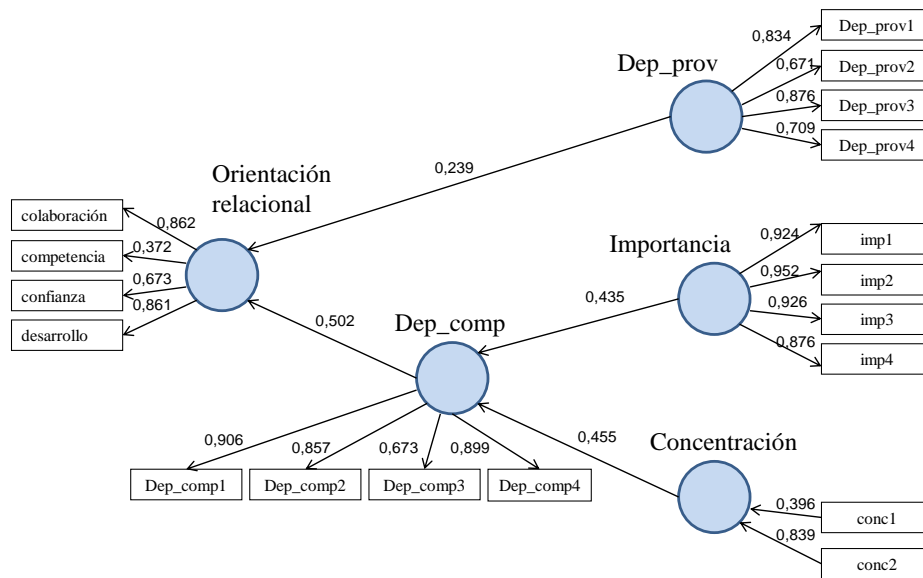 Dep_prov1
0,834
Dep_prov
0,671
Dep_prov2
0,876
Dep_prov3
0,709
Dep_prov4
0,239
Orientación
relacional
colaboración
0,862
competencia
0,372
confianza
0,673
desarrollo
0,861
Importancia
0,924
imp1
0,952
imp2
0,926
imp3
0,876
imp4
0,435
0,502
Dep_comp
0,906
0,857
0,673
0,899
Dep_comp1
Dep_comp2
Dep_comp3
Dep_comp4
0,455
Concentración
0,396
conc1
0,839
conc2